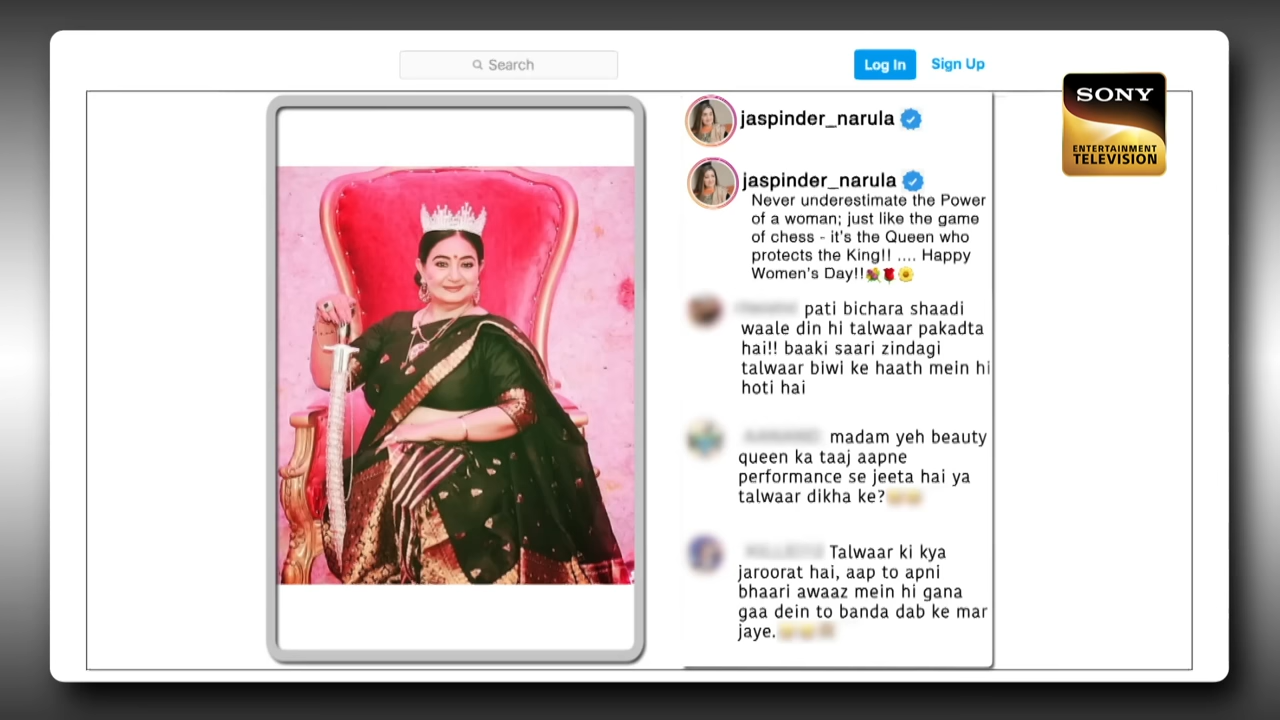 Search
Log In
Sign Up
SONY
ENTERTAINMENT
TELEVISION
jaspinder_narula
jaspinder_narula
Never underestimate the Power
of a woman; just like the game
of chess - it's the Queen who
protects the King!! .... Happy
Women's Day!!💐🌹🌼
pati bichara shaadi
waale din hi talwaar pakadta
hai!! baaki saari zindagi
talwaar biwi ke haath mein hi
hoti hai
madam yeh beauty
queen ka taaj aapne
performance se jeeta hai ya
talwaar dikha ke?
Talwaar ki kya
jaroorat hai, aap to apni
bhaari awaaz mein hi gana
gaa dein to banda dab ke mar
jaye.